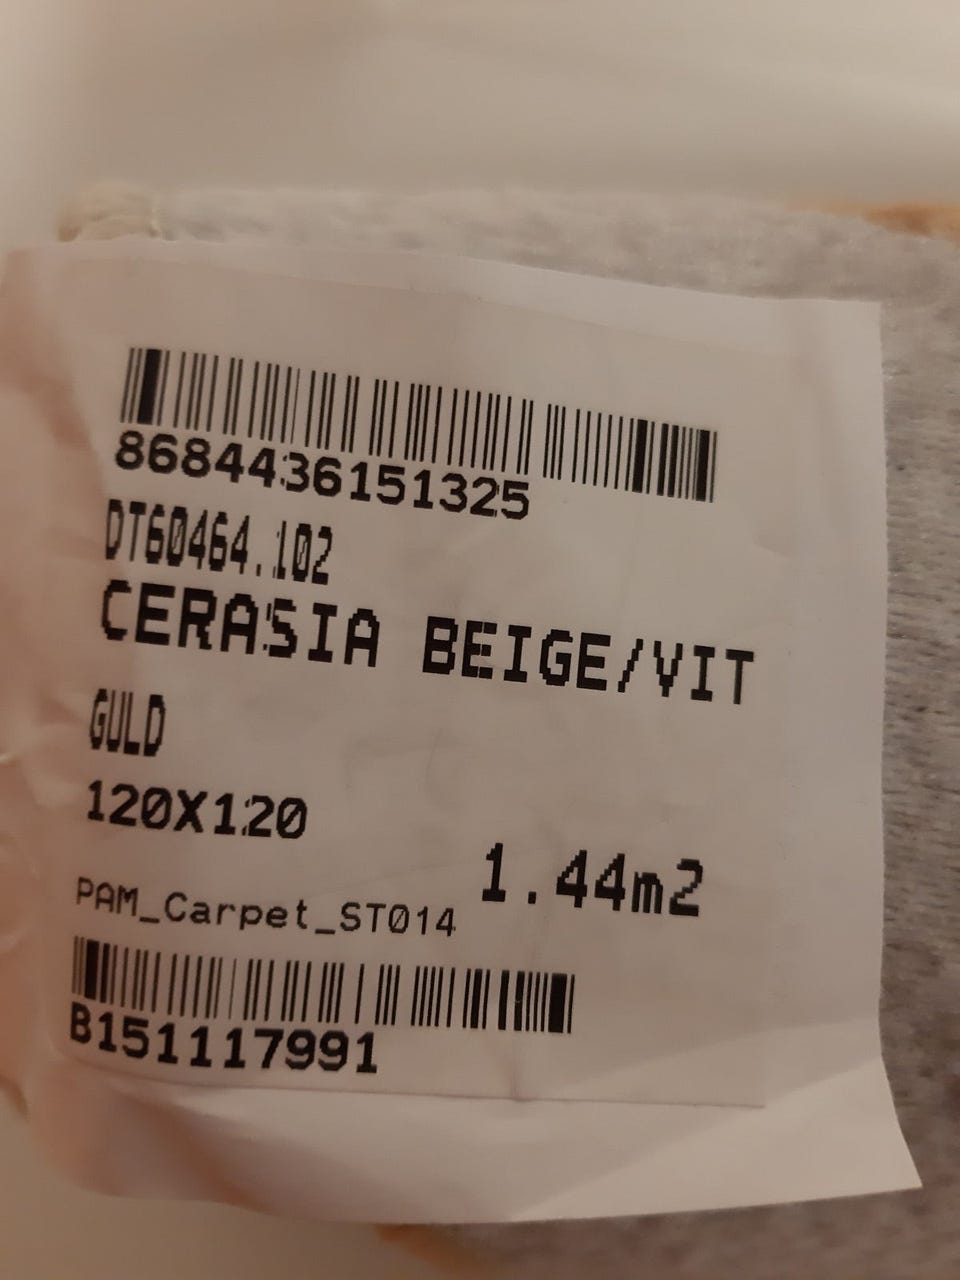 8684436151325
DT60464.102
CERASIA BEIGE/VIT
GULD
120X120
1.44m2
PAM_Carpet_ST014
B151117991